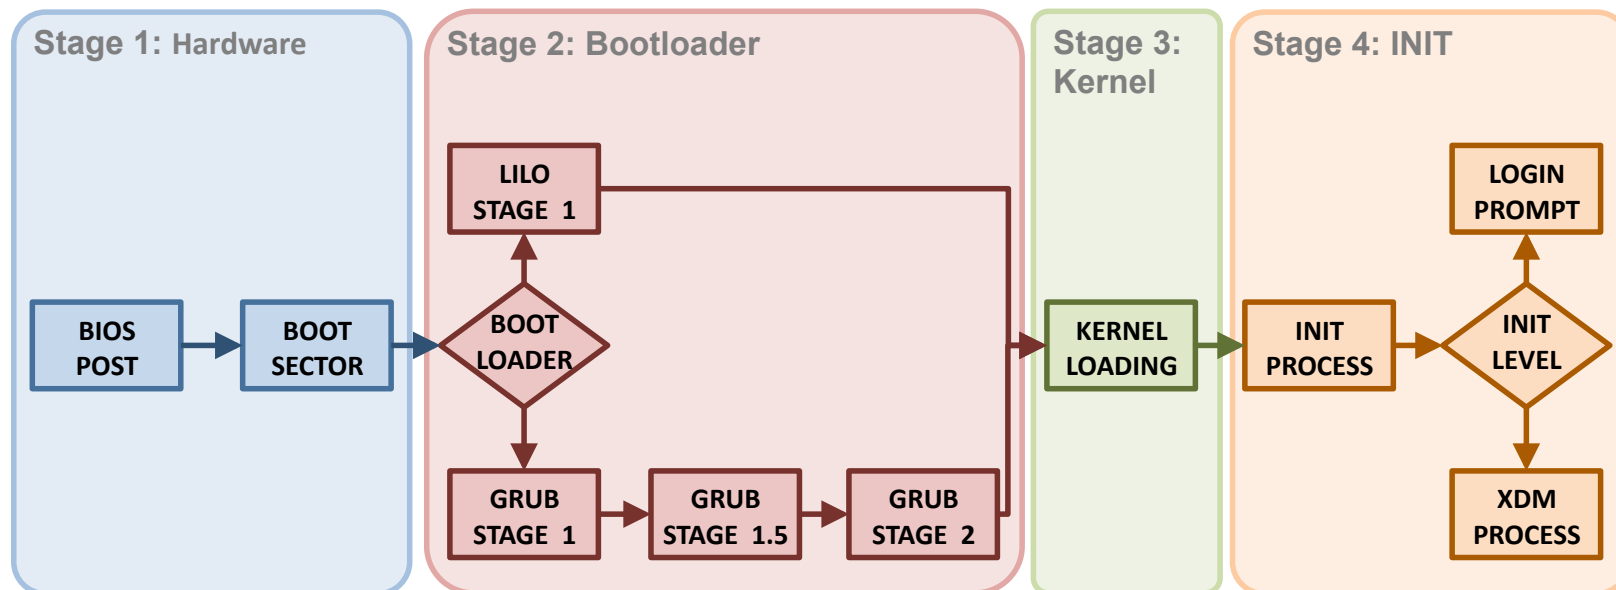 Stage 1: Hardware
Stage 2: Bootloader
Stage 3:
Kernel
Stage 4: INIT
BIOS
POST
BOOT
SECTOR
BOOT
LOADER
LILO
STAGE 1
GRUB
STAGE 1
GRUB
STAGE 1.5
GRUB
STAGE 2
KERNEL
LOADING
INIT
PROCESS
INIT
LEVEL
LOGIN
PROMPT
XDM
PROCESS